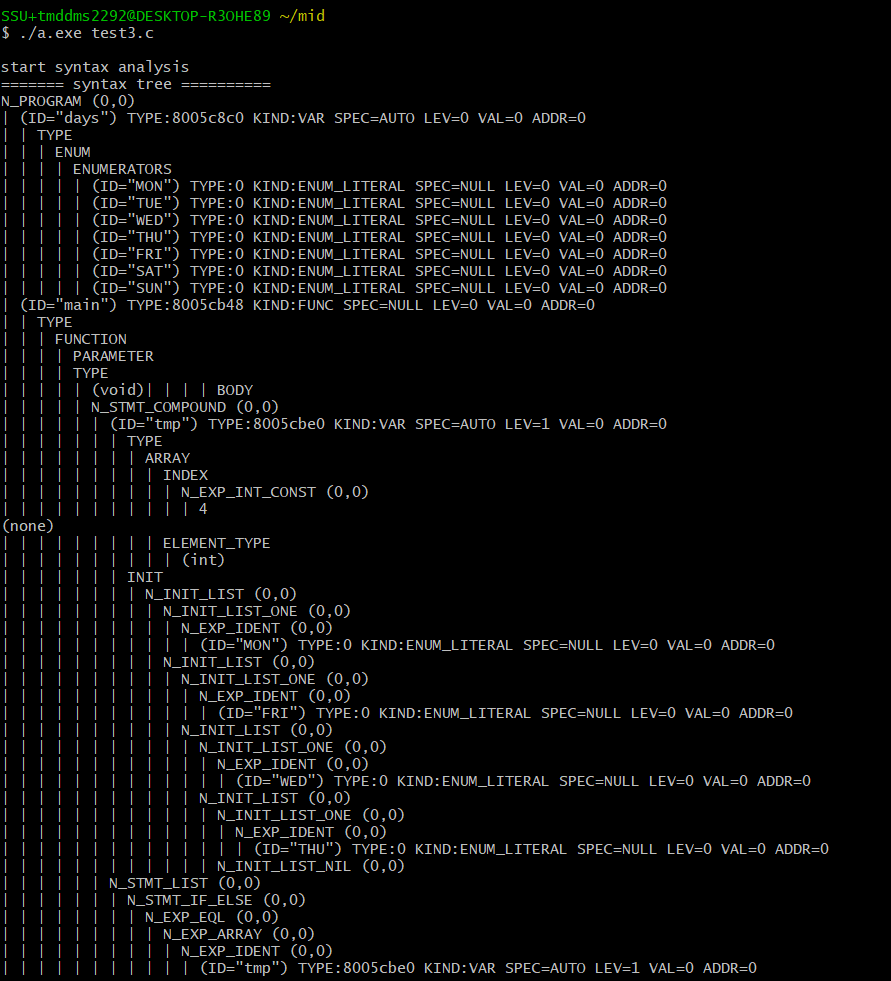 SSU+tmddms2292@DESKTOP-R3OHE89 ~/mid
$ ./a.exe test3.c

start syntax analysis
======= syntax tree ==========
N_PROGRAM (0,0)
| (ID="days") TYPE:8005c8c0 KIND:VAR SPEC=AUTO LEV=0 VAL=0 ADDR=0
| | TYPE
| | | ENUM
| | | | ENUMERATORS
| | | | | (ID="MON") TYPE:0 KIND:ENUM_LITERAL SPEC=NULL LEV=0 VAL=0 ADDR=0
| | | | | (ID="TUE") TYPE:0 KIND:ENUM_LITERAL SPEC=NULL LEV=0 VAL=0 ADDR=0
| | | | | (ID="WED") TYPE:0 KIND:ENUM_LITERAL SPEC=NULL LEV=0 VAL=0 ADDR=0
| | | | | (ID="THU") TYPE:0 KIND:ENUM_LITERAL SPEC=NULL LEV=0 VAL=0 ADDR=0
| | | | | (ID="FRI") TYPE:0 KIND:ENUM_LITERAL SPEC=NULL LEV=0 VAL=0 ADDR=0
| | | | | (ID="SAT") TYPE:0 KIND:ENUM_LITERAL SPEC=NULL LEV=0 VAL=0 ADDR=0
| | | | | (ID="SUN") TYPE:0 KIND:ENUM_LITERAL SPEC=NULL LEV=0 VAL=0 ADDR=0
| (ID="main") TYPE:8005cb48 KIND:FUNC SPEC=NULL LEV=0 VAL=0 ADDR=0
| | TYPE
| | | FUNCTION
| | | | PARAMETER
| | | | TYPE
| | | | | (void)| | | | BODY
| | | | | N_STMT_COMPOUND (0,0)
| | | | | | (ID="tmp") TYPE:8005cbe0 KIND:VAR SPEC=AUTO LEV=1 VAL=0 ADDR=0
| | | | | | | TYPE
| | | | | | | | ARRAY
| | | | | | | | | INDEX
| | | | | | | | | | N_EXP_INT_CONST (0,0)
| | | | | | | | | | | 4
(none)
| | | | | | | | | ELEMENT_TYPE
| | | | | | | | | | (int)
| | | | | | | INIT
| | | | | | | | N_INIT_LIST (0,0)
| | | | | | | | | N_INIT_LIST_ONE (0,0)
| | | | | | | | | | N_EXP_IDENT (0,0)
| | | | | | | | | | | (ID="MON") TYPE:0 KIND:ENUM_LITERAL SPEC=NULL LEV=0 VAL=0 ADDR=0
| | | | | | | | | N_INIT_LIST (0,0)
| | | | | | | | | | N_INIT_LIST_ONE (0,0)
| | | | | | | | | | | N_EXP_IDENT (0,0)
| | | | | | | | | | | | (ID="FRI") TYPE:0 KIND:ENUM_LITERAL SPEC=NULL LEV=0 VAL=0 ADDR=0
| | | | | | | | | | N_INIT_LIST (0,0)
| | | | | | | | | | | N_INIT_LIST_ONE (0,0)
| | | | | | | | | | | | N_EXP_IDENT (0,0)
| | | | | | | | | | | | | (ID="WED") TYPE:0 KIND:ENUM_LITERAL SPEC=NULL LEV=0 VAL=0 ADDR=0
| | | | | | | | | | | N_INIT_LIST (0,0)
| | | | | | | | | | | | N_INIT_LIST_ONE (0,0)
| | | | | | | | | | | | | N_EXP_IDENT (0,0)
| | | | | | | | | | | | | | (ID="THU") TYPE:0 KIND:ENUM_LITERAL SPEC=NULL LEV=0 VAL=0 ADDR=0
| | | | | | | | | | | | N_INIT_LIST_NIL (0,0)
| | | | | | N_STMT_LIST (0,0)
| | | | | | | N_STMT_IF_ELSE (0,0)
| | | | | | | | N_EXP_EQL (0,0)
| | | | | | | | | N_EXP_ARRAY (0,0)
| | | | | | | | | | N_EXP_IDENT (0,0)
| | | | | | | | | | | (ID="tmp") TYPE:8005cbe0 KIND:VAR SPEC=AUTO LEV=1 VAL=0 ADDR=0